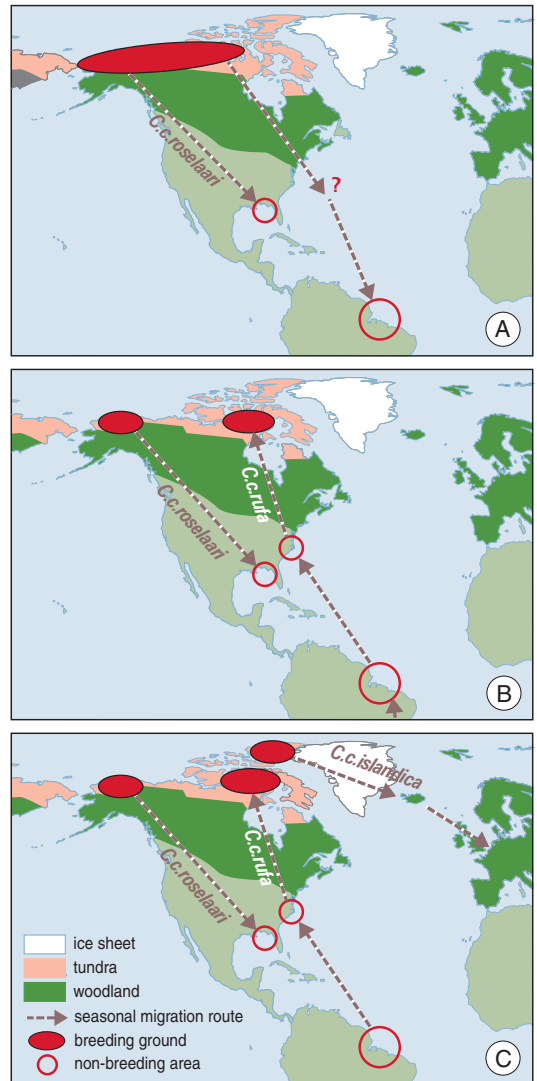 C.c.roselaari
?
A
C.c.rufa
C.c.roselaari
B
C.c.islandica
C.c.rufa
C.c.roselaari
ice sheet
tundra
woodland
seasonal migration route
breeding ground
non-breeding area
C